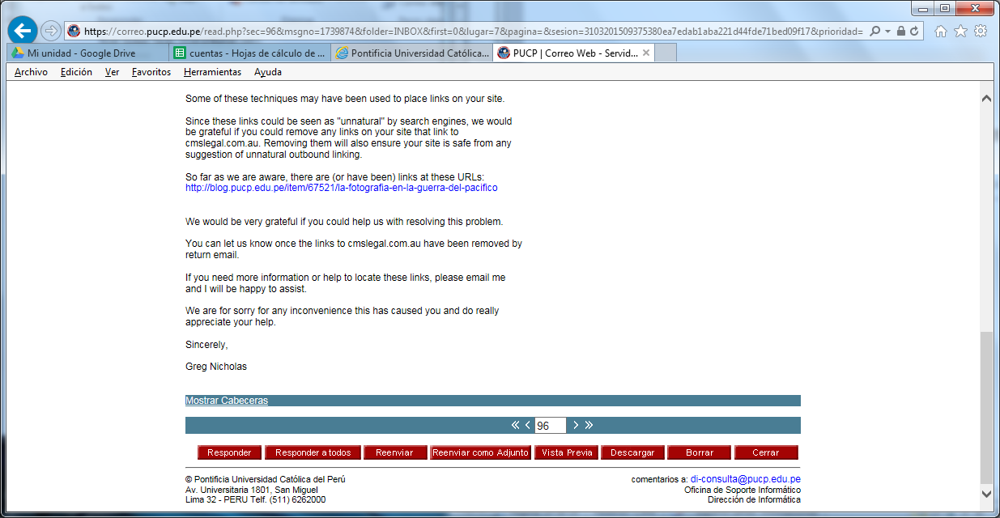 https://correo.pucp.edu.pe/read.php?sec=96&msgno=1739874&folder=INBOX&first=0&lugar=7&pagina=&sesion=3103201509375380ea7edab1aba221d44fde71bed09f17&prioridad=
Mi unidad - Google Drive
cuentas - Hojas de cálculo de ...
Pontificia Universidad Católica...
PUCP | Correo Web - Servid...
Archivo Edición Ver Favoritos Herramientas Ayuda
Some of these techniques may have been used to place links on your site.
Since these links could be seen as "unnatural" by search engines, we would
be grateful if you could remove any links on your site that link to
cmslegal.com.au. Removing them will also ensure your site is safe from any
suggestion of unnatural outbound linking.
So far as we are aware, there are (or have been) links at these URLs:
http://blog.pucp.edu.pe/item/67521/la-fotografia-en-la-guerra-del-pacifico
We would be very grateful if you could help us with resolving this problem.
You can let us know once the links to cmslegal.com.au have been removed by
return email.
If you need more information or help to locate these links, please email me
and I will be happy to assist.
We are for sorry for any inconvenience this has caused you and do really
appreciate your help.
Sincerely,
Greg Nicholas
Mostrar Cabeceras
96
Responder Responder a todos Reenviar Reenviar como Adjunto Vista Previa Descargar Borrar Cerrar
© Pontificia Universidad Católica del Perú
Av. Universitaria 1801, San Miguel
Lima 32 - PERU Telf. (511) 6262000
comentarios a: di-consulta@pucp.edu.pe
Oficina de Soporte Informático
Dirección de Informática